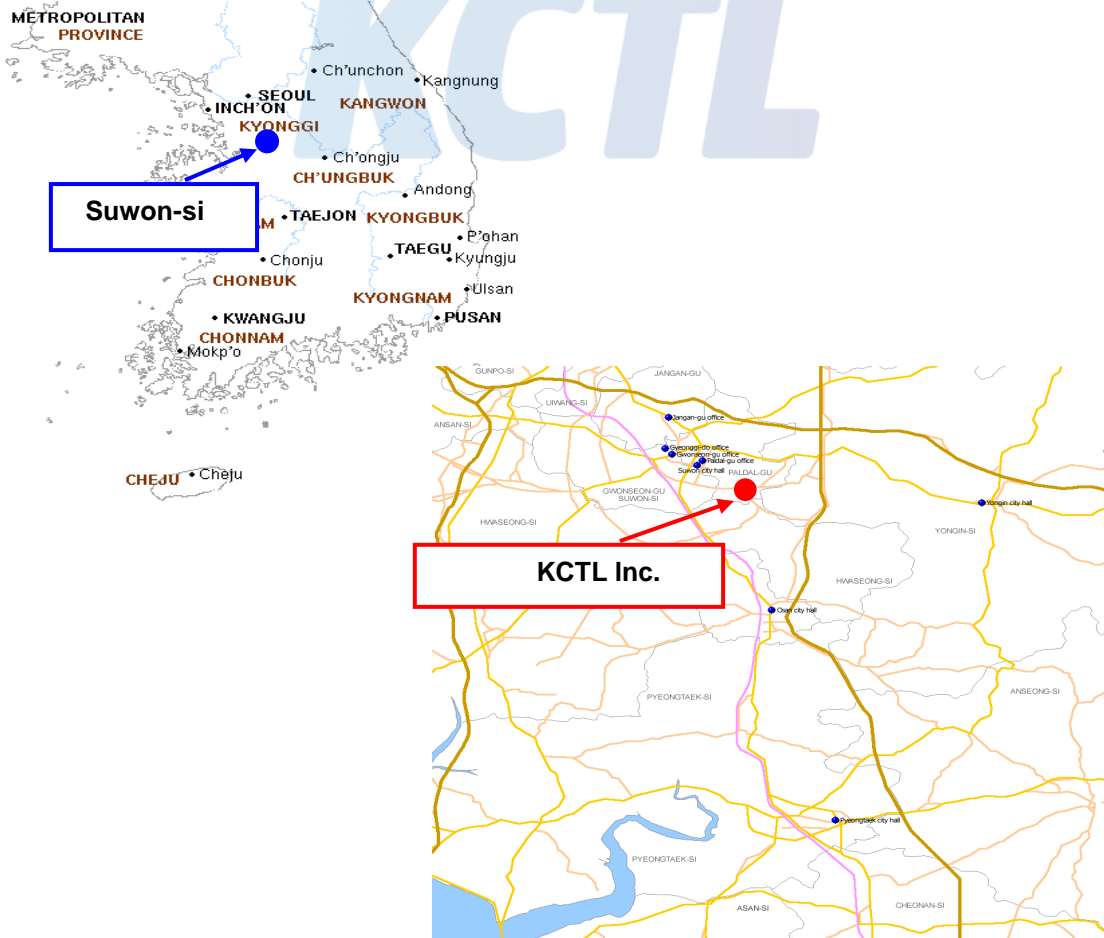 KCTL
METROPOLITAN
PROVINCE
Ch'unchon
Kangnung
SEOUL
INCH'ON
KANGWON
KYONGGI
Ch'ongju
CH'UNGBUK
Andong
Suwon-si
AM
TAEJON
KYONGBUK
P'ohan
TAEGU
Kyungju
Chonju
CHONBUK
Ulsan
KYONGNAM
KWANGJU
PUSAN
CHONNAM
Mokp'o
CHEJU
Cheju
GUNPO-SI
JANGAN-GU
UIWANG-SI
Jangan-gu office
ANSAN-SI
Gyeonggi-do office
Gwonseon-gu office
Paldal-gu office
Suwon city hall
PALDAL-GU
GWONSEON-GU
SUWON-SI
Yongin city hall
HWASEONG-SI
YONGIN-SI
KCTL Inc.
HWASEONG-SI
Osan city hall
PYEONGTAEK-SI
ANSEONG-SI
Pyeongtaek city hall
PYEONGTAEK-SI
ASAN-SI
CHEONAN-SI